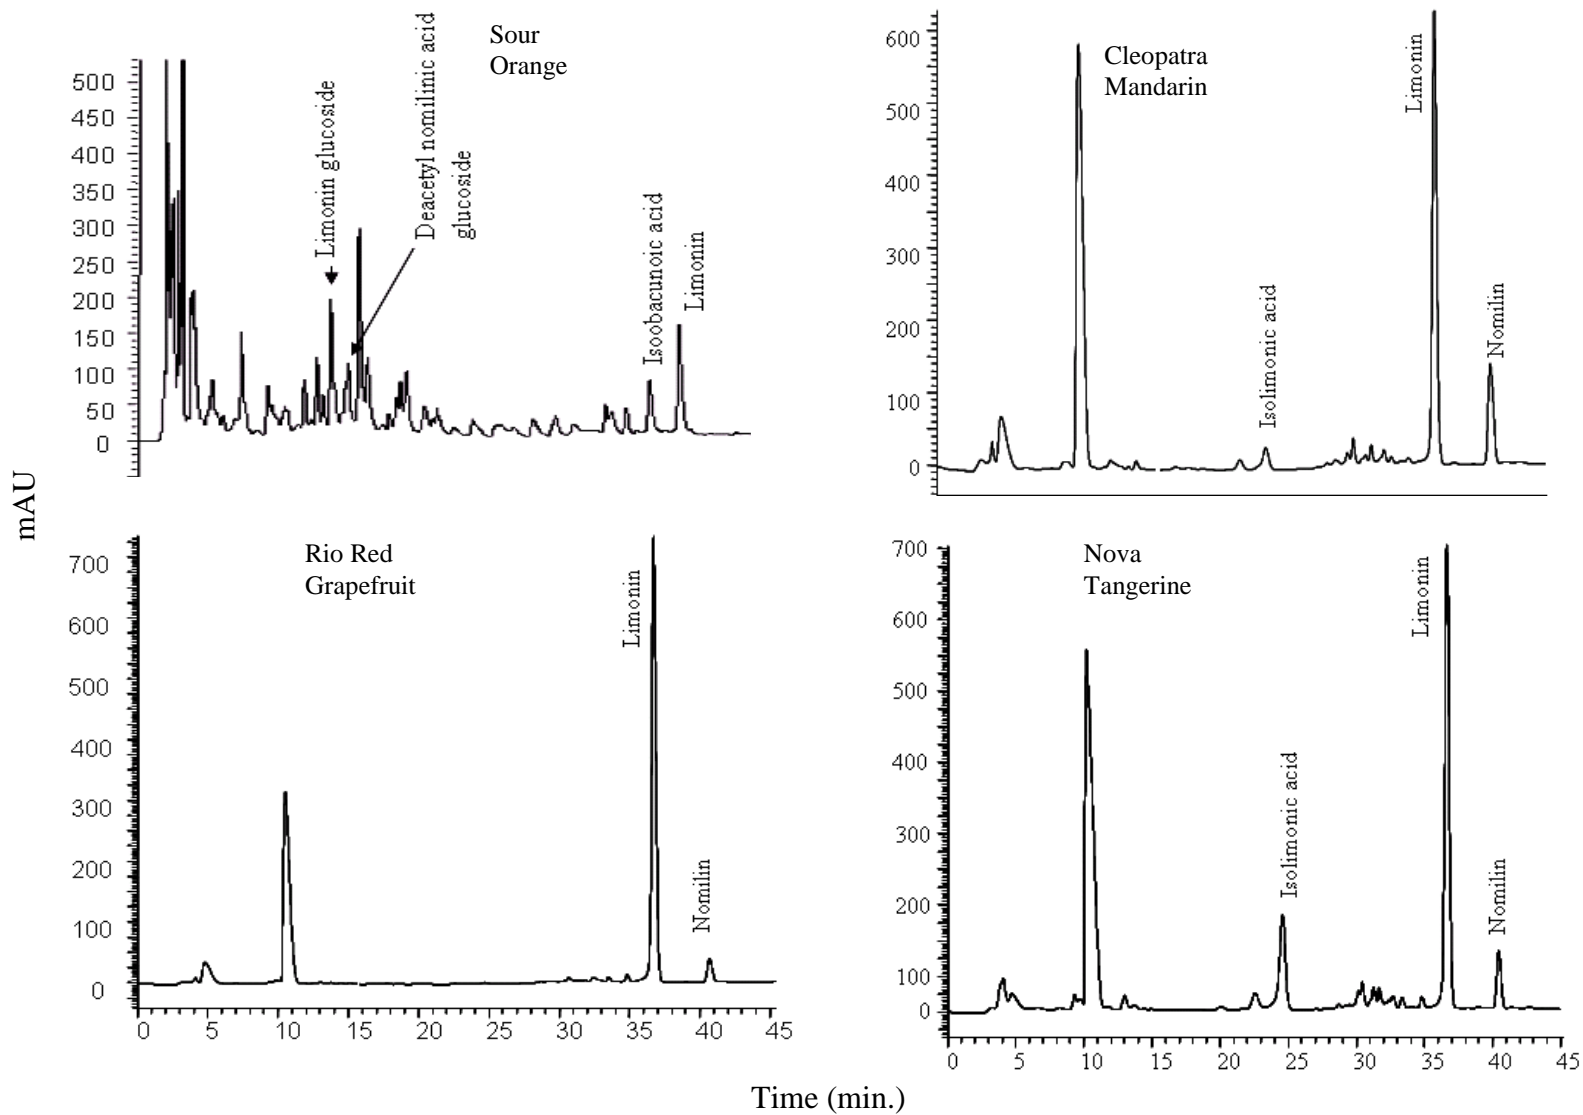 Sour
Orange
Limonin glucoside
Deacetyl nomilinic acid
glucoside
Isoobacunoic acid
Limonin
500
450
400
350
300
250
200
150
100
50
0
Cleopatra
Mandarin
Limonin
Isolimonic acid
Nomilin
600
500
400
300
200
100
0
mAU
Rio Red
Grapefruit
Limonin
Nomilin
700
600
500
400
300
200
100
0
0 5 10 15 20 25 30 35 40 45
Nova
Tangerine
Limonin
Isolimonic acid
Nomilin
700
600
500
400
300
200
100
0
0 5 10 15 20 25 30 35 40 45
Time (min.)